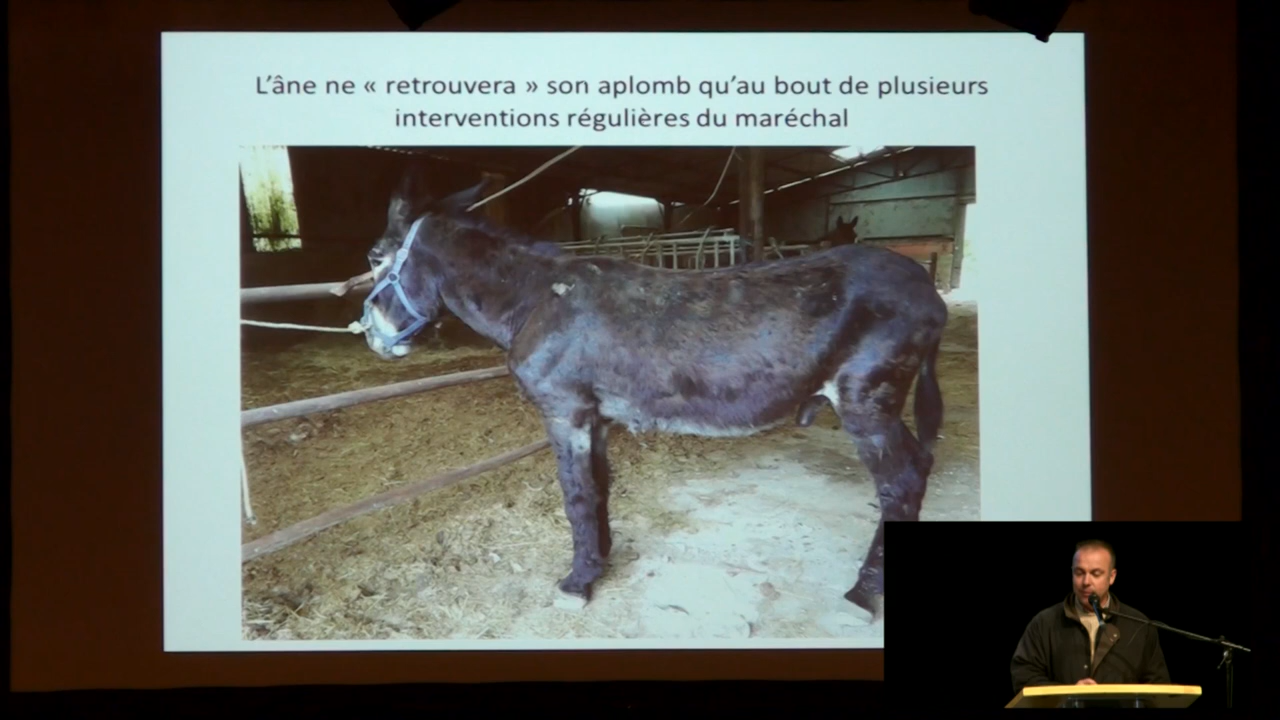 L'âne ne « retrouvera » son aplomb qu'au bout de plusieurs
interventions régulières du maréchal